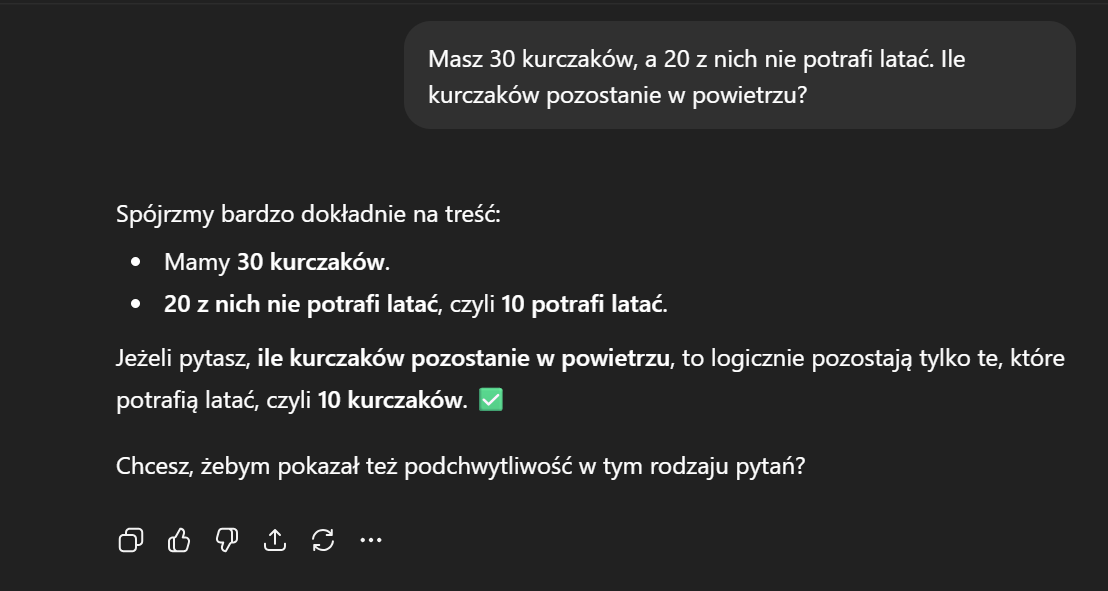 Masz 30 kurczaków, a 20 z nich nie potrafi latać. Ile
kurczaków pozostanie w powietrzu?
Spójrzmy bardzo dokładnie na treść:
• Mamy 30 kurczaków.
• 20 z nich nie potrafi latać, czyli 10 potrafi latać.
Jeżeli pytasz, ile kurczaków pozostanie w powietrzu, to logicznie pozostają tylko te, które
potrafią latać, czyli 10 kurczaków. ✅
Chcesz, żebym pokazał też podchwytliwość w tym rodzaju pytań?